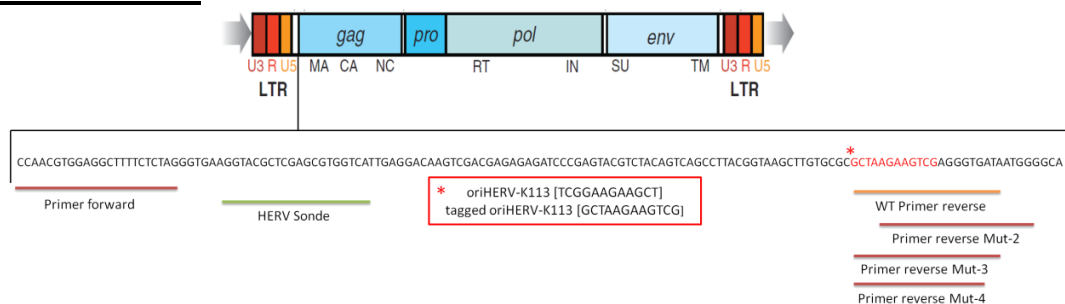 gag pro pol env
U3 R U5 MA CA NC RT IN SU TM U3 R U5
LTR LTR
CCAACGTGGAGGCTTTTCTCTAGGGTGAAGGTACGCTCGAGCGTGGTCATTGAGGACAAGTCGACGAGAGAGATCCCGAGTACGTCTACAGTCAGCCTTACGGTAAGCTTGTGCGCGCTAAGAAGTCGAGGGTGATAATGGGGCA
*
Primer forward
HERV Sonde
* oriHERV-K113 [TCGGAAGAAGCT]
tagged oriHERV-K113 [GCTAAGAAGTCG]
WT Primer reverse
Primer reverse Mut-2
Primer reverse Mut-3
Primer reverse Mut-4